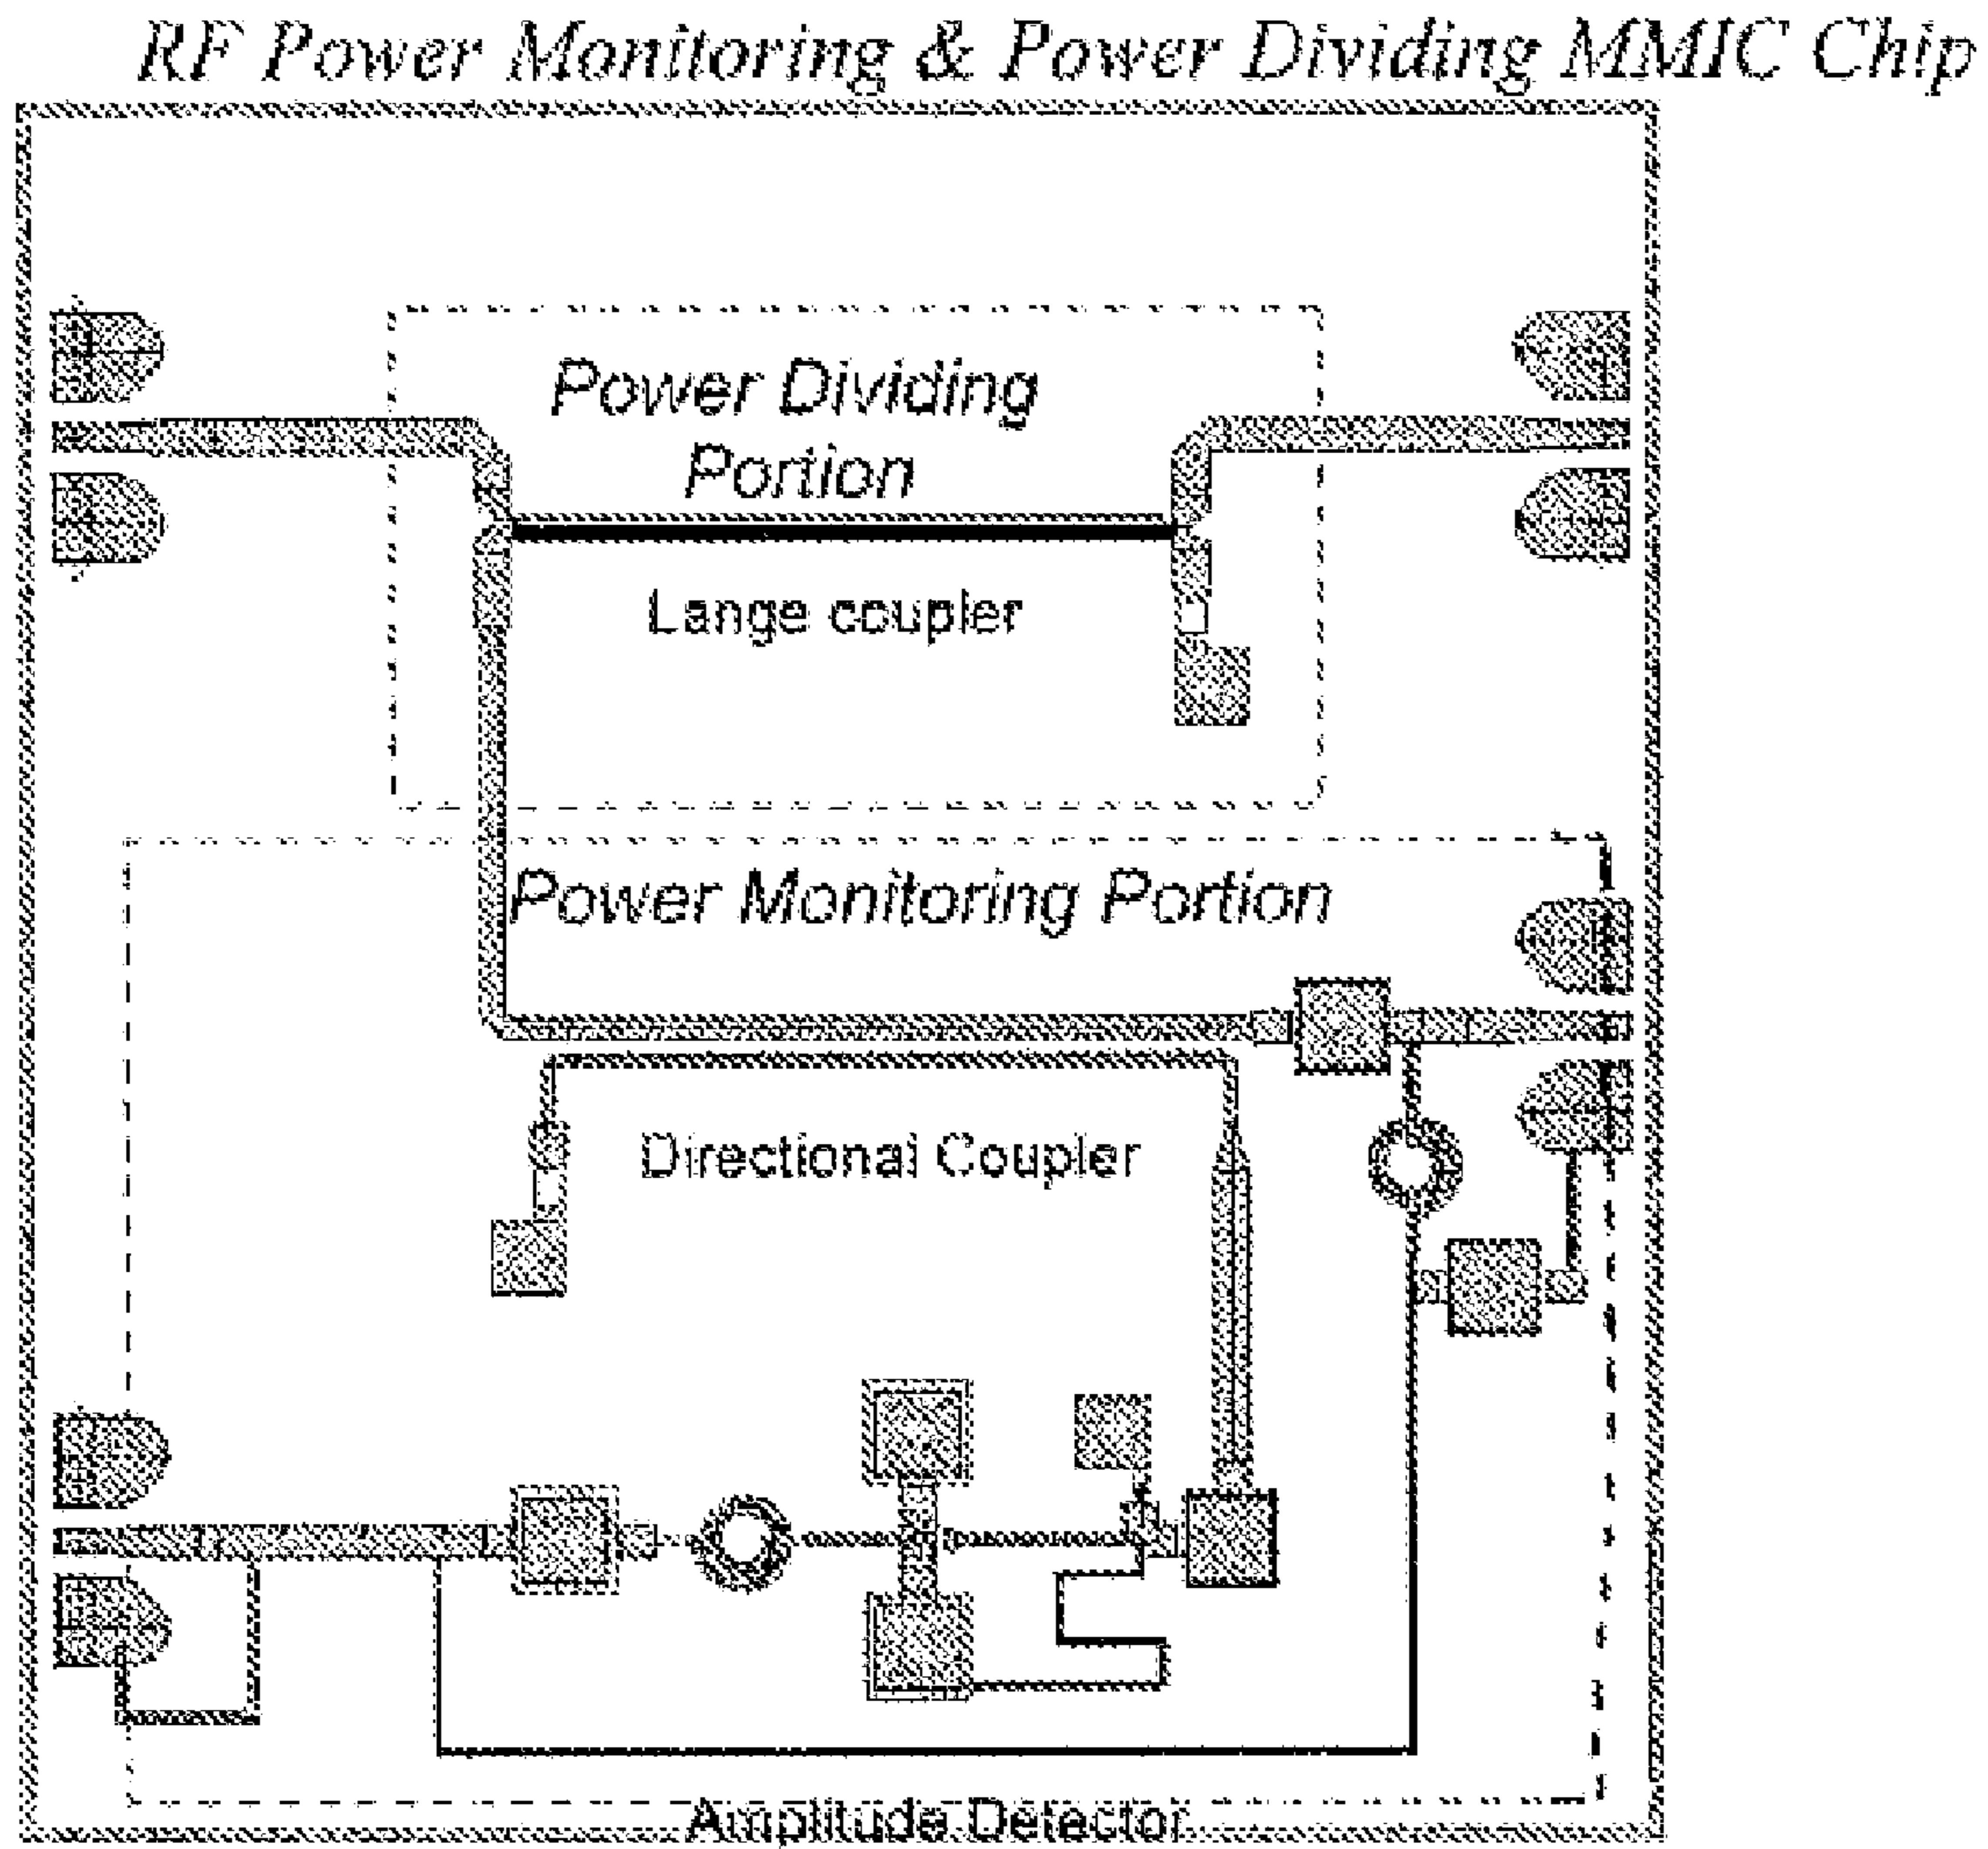 RF Power Monitoring & Power Dividing MMIC Chip
Power Dividing
Portion
Lange coupler
Power Monitoring Portion
Directional Coupler
Amplitude Detector